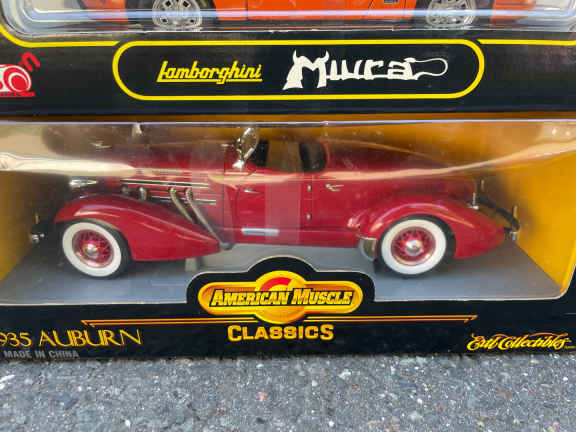 Lamborghini Miura
AMERICAN MUSCLE
CLASSICS
935 AUBURN
MADE IN CHINA
Ertl Collectibles